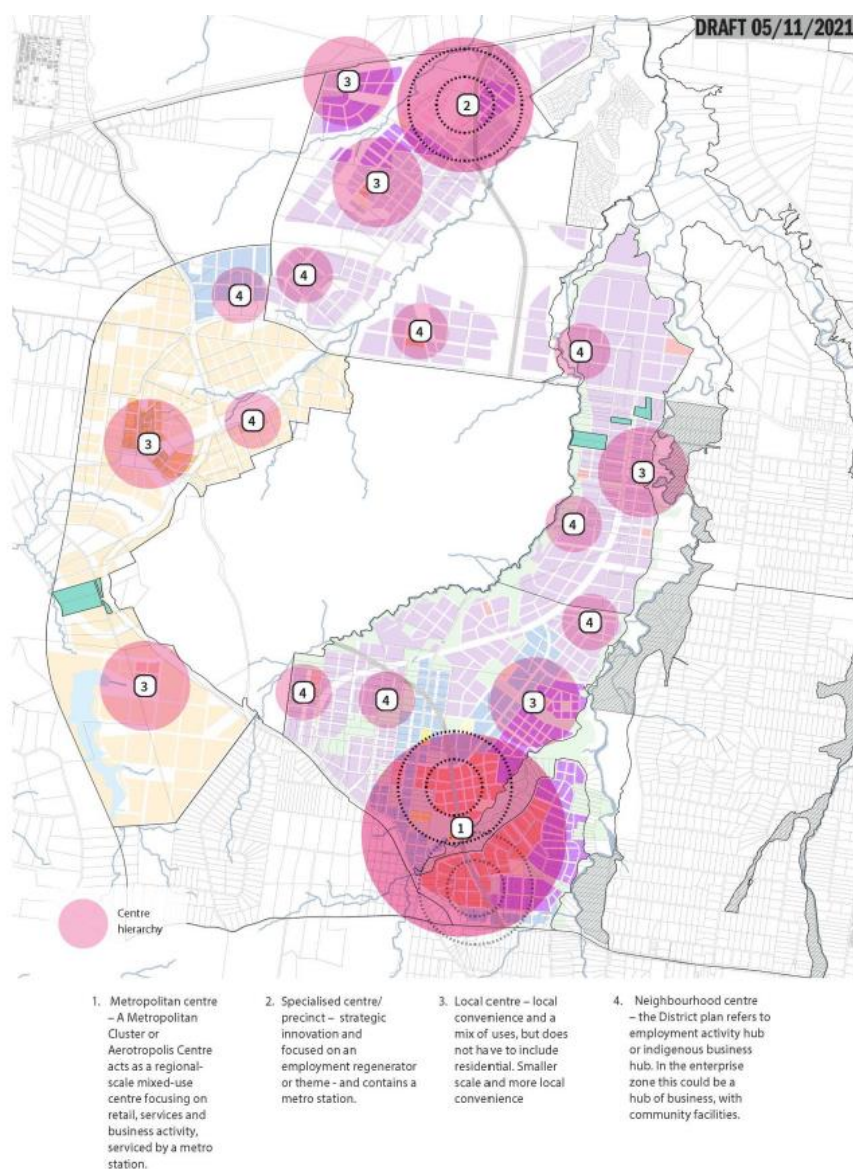 DRAFT 05/11/2021
3
2
3
4
4
4
4
3
4
3
4
4
3
4
4
3
1
Centre
hierarchy
1. Metropolitan centre
– A Metropolitan
Cluster or
Aerotropolis Centre
acts as a regional-
scale mixed-use
centre focusing on
retail, services and
business activity,
serviced by a metro
station.
2. Specialised centre/
precinct – strategic
innovation and
focused on an
employment regenerator
or theme - and contains a
metro station.
3. Local centre – local
convenience and a
mix of uses, but does
not have to include
residential. Smaller
scale and more local
convenience
4. Neighbourhood centre
– the District plan refers to
employment activity hub
or indigenous business
hub. In the enterprise
zone this could be a
hub of business, with
community facilities.